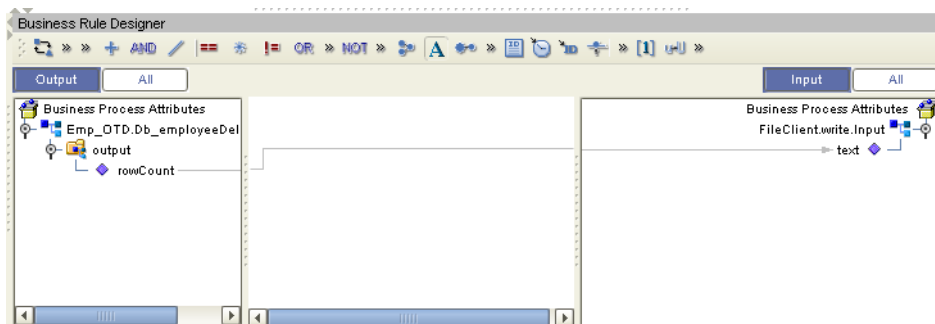 Business Rule Designer
» » + AND / == != OR » NOT » A » » [1] »
Output All Input All
Business Process Attributes Business Process Attributes
Emp_OTD.Db_employeeDel FileClient.write.Input
output text
rowCount